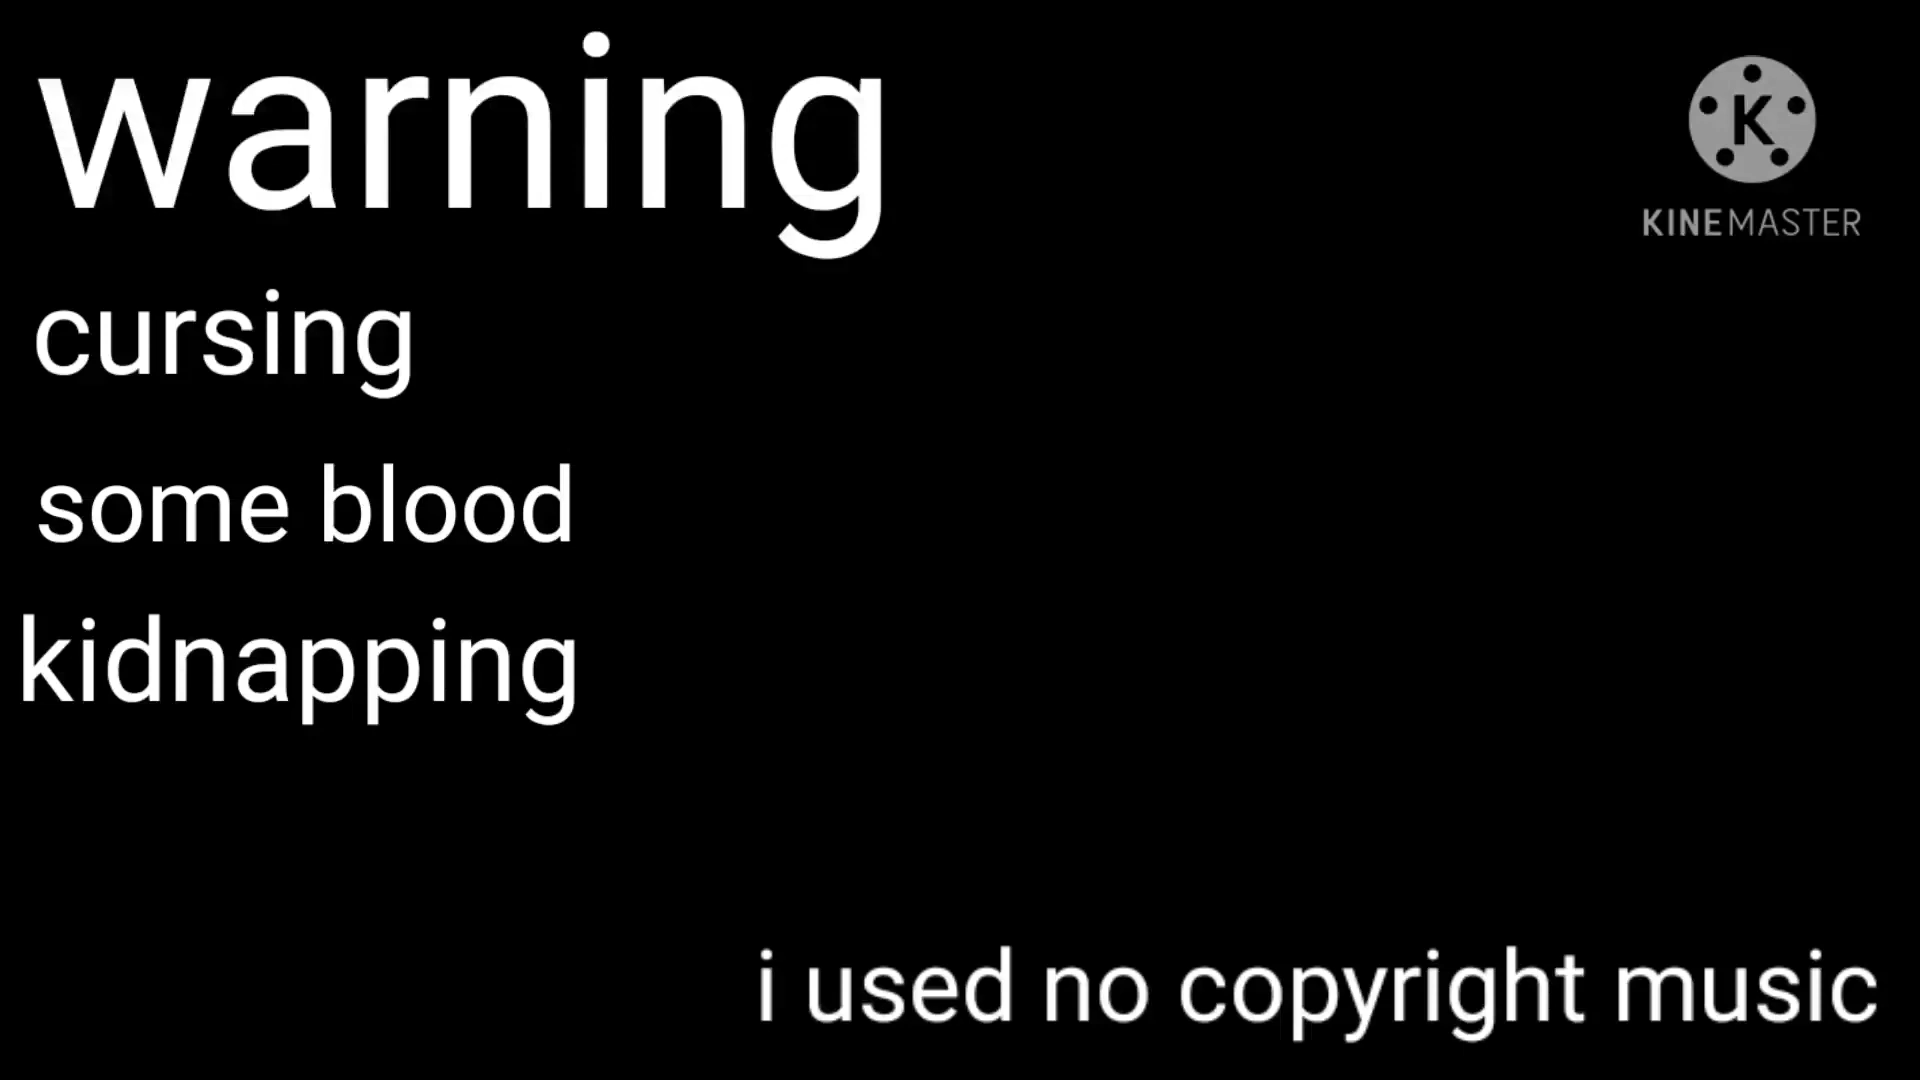 warning
K
KINEMASTER
cursing
some blood
kidnapping
i used no copyright music